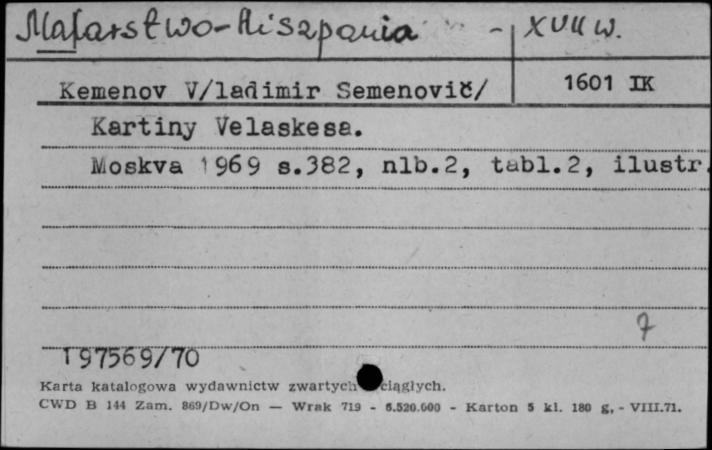 Malarstwo-Hiszpania - XVII w.
Kemenov V/ladimir Semenovič/ 1601 IK
Kartiny Velaskesa.
Moskva 1969 s.382, nlb.2, tabl.2, ilustr.
7
197569/70
Karta katalogowa wydawnictw zwartych ciągłych.
CWD B 144 Zam. 869/Dw/On — Wrak 719 - 6.520.000 - Karton 5 kl. 180 g. - VIII.71.